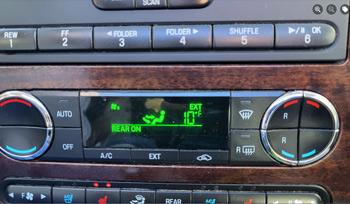 SCAN
REW FF ◄FOLDER FOLDER► SHUFFLE ►/II OK
1 2 3 4 5 6
AUTO EXT
10°F R R
REAR ON
OFF R
A/C EXT
F REAR R